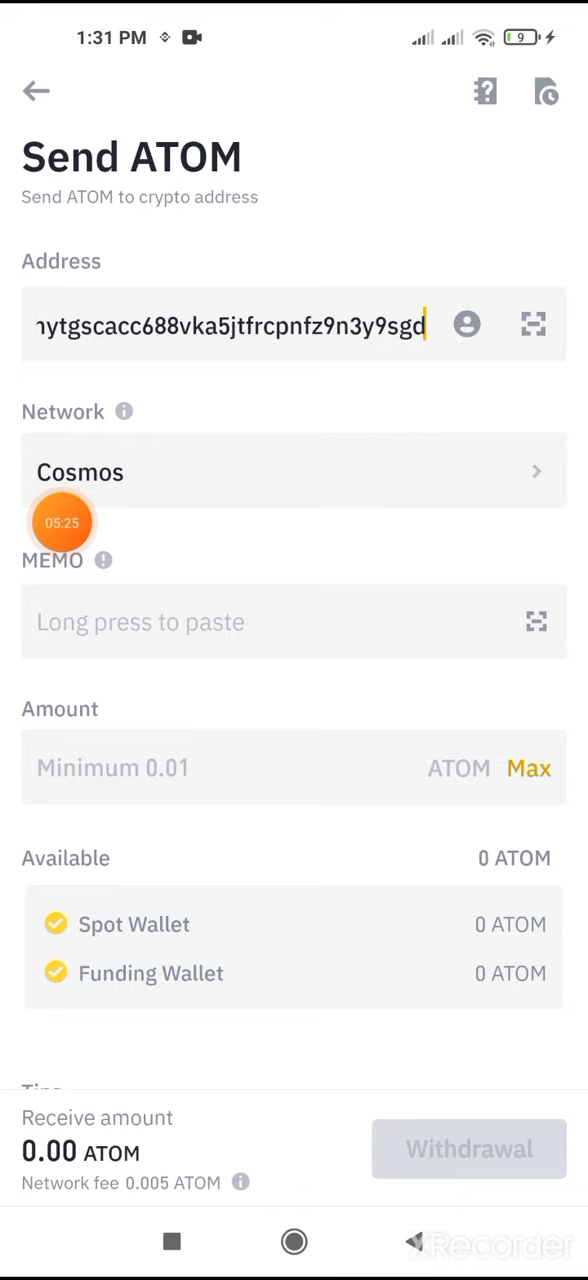 1:31 PM
9
Send ATOM
Send ATOM to crypto address
Address
nytgscacc688vka5jtfrcpnfz9n3y9sgd
Network
Cosmos
05:25
MEMO
Long press to paste
Amount
Minimum 0.01 ATOM Max
Available 0 ATOM
Spot Wallet 0 ATOM
Funding Wallet 0 ATOM
Tips
Receive amount
0.00 ATOM
Withdrawal
Network fee 0.005 ATOM
XRecorder